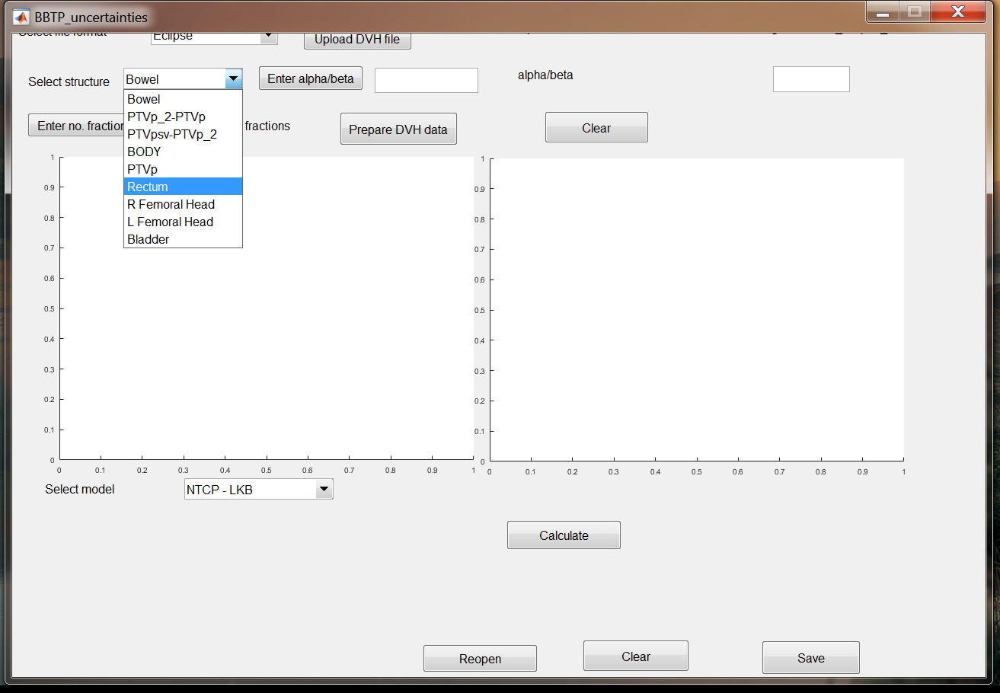 BBTP_uncertainties
Select file format Eclipse Upload DVH file
Select structure Bowel Enter alpha/beta alpha/beta
Bowel
PTVp_2-PTVp
PTVpsv-PTVp_2
BODY
PTVp
Rectum
R Femoral Head
L Femoral Head
Bladder
Enter no. fraction fractions Prepare DVH data Clear
1
0.9
0.8
0.7
0.6
0.5
0.4
0.3
0.2
0.1
0
0 0.1 0.2 0.3 0.4 0.5 0.6 0.7 0.8 0.9 1
1
0.9
0.8
0.7
0.6
0.5
0.4
0.3
0.2
0.1
0
0 0.1 0.2 0.3 0.4 0.5 0.6 0.7 0.8 0.9 1
Select model NTCP - LKB
Calculate
Reopen Clear Save